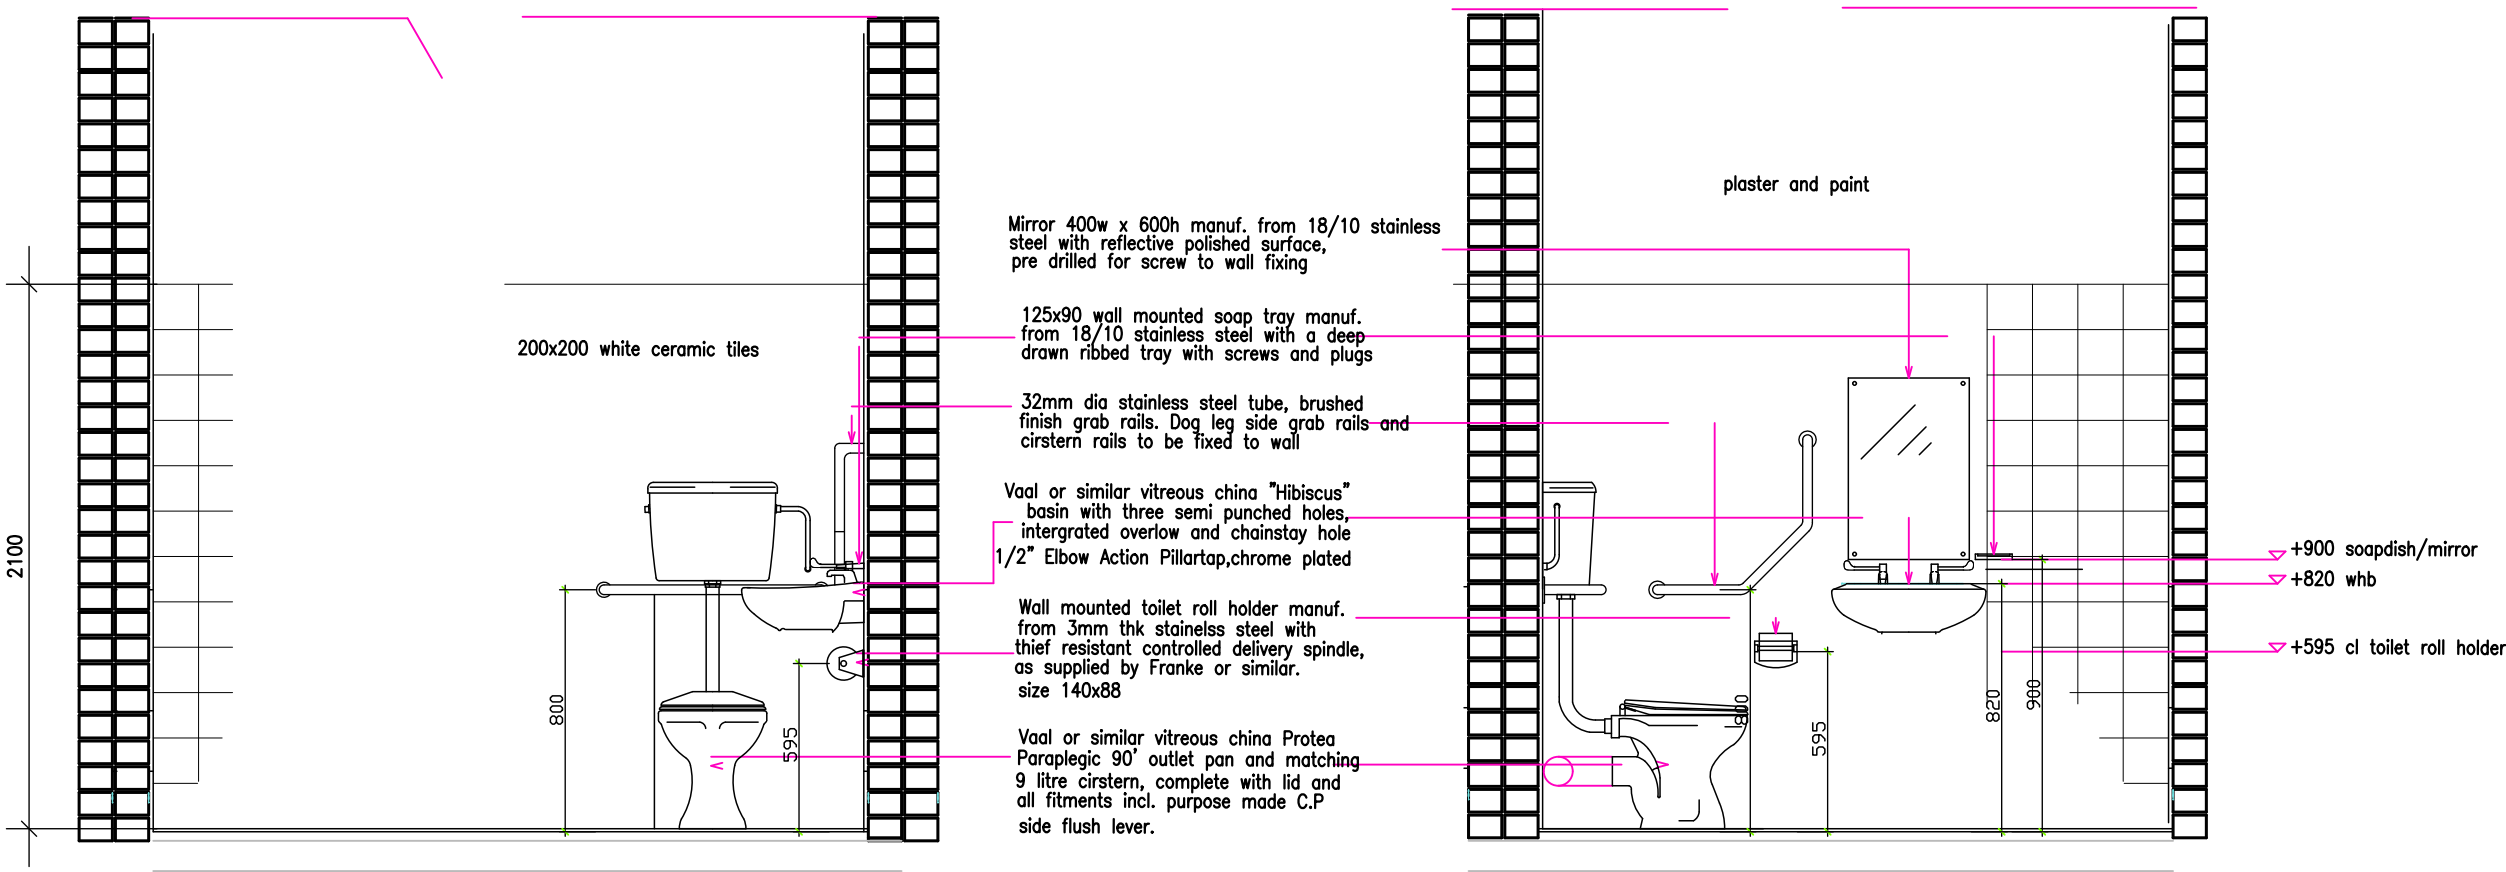 plaster and paint
Mirror 400w x 600h manuf. from 18/10 stainless
steel with reflective polished surface,
pre drilled for screw to wall fixing
200x200 white ceramic tiles
125x90 wall mounted soap tray manuf.
from 18/10 stainless steel with a deep
drawn ribbed tray with screws and plugs
32mm dia stainless steel tube, brushed
finish grab rails. Dog leg side grab rails and
cirstern rails to be fixed to wall
Vaal or similar vitreous china "Hibiscus"
basin with three semi punched holes,
intergrated overlow and chainstay hole
1/2" Elbow Action Pillartap,chrome plated
Wall mounted toilet roll holder manuf.
from 3mm thk stainelss steel with
thief resistant controlled delivery spindle,
as supplied by Franke or similar.
size 140x88
Vaal or similar vitreous china Protea
Paraplegic 90' outlet pan and matching
9 litre cirstern, complete with lid and
all fitments incl. purpose made C.P
side flush lever.
2100
800
595
800
595
820
900
+900 soapdish/mirror
+820 whb
+595 cl toilet roll holder